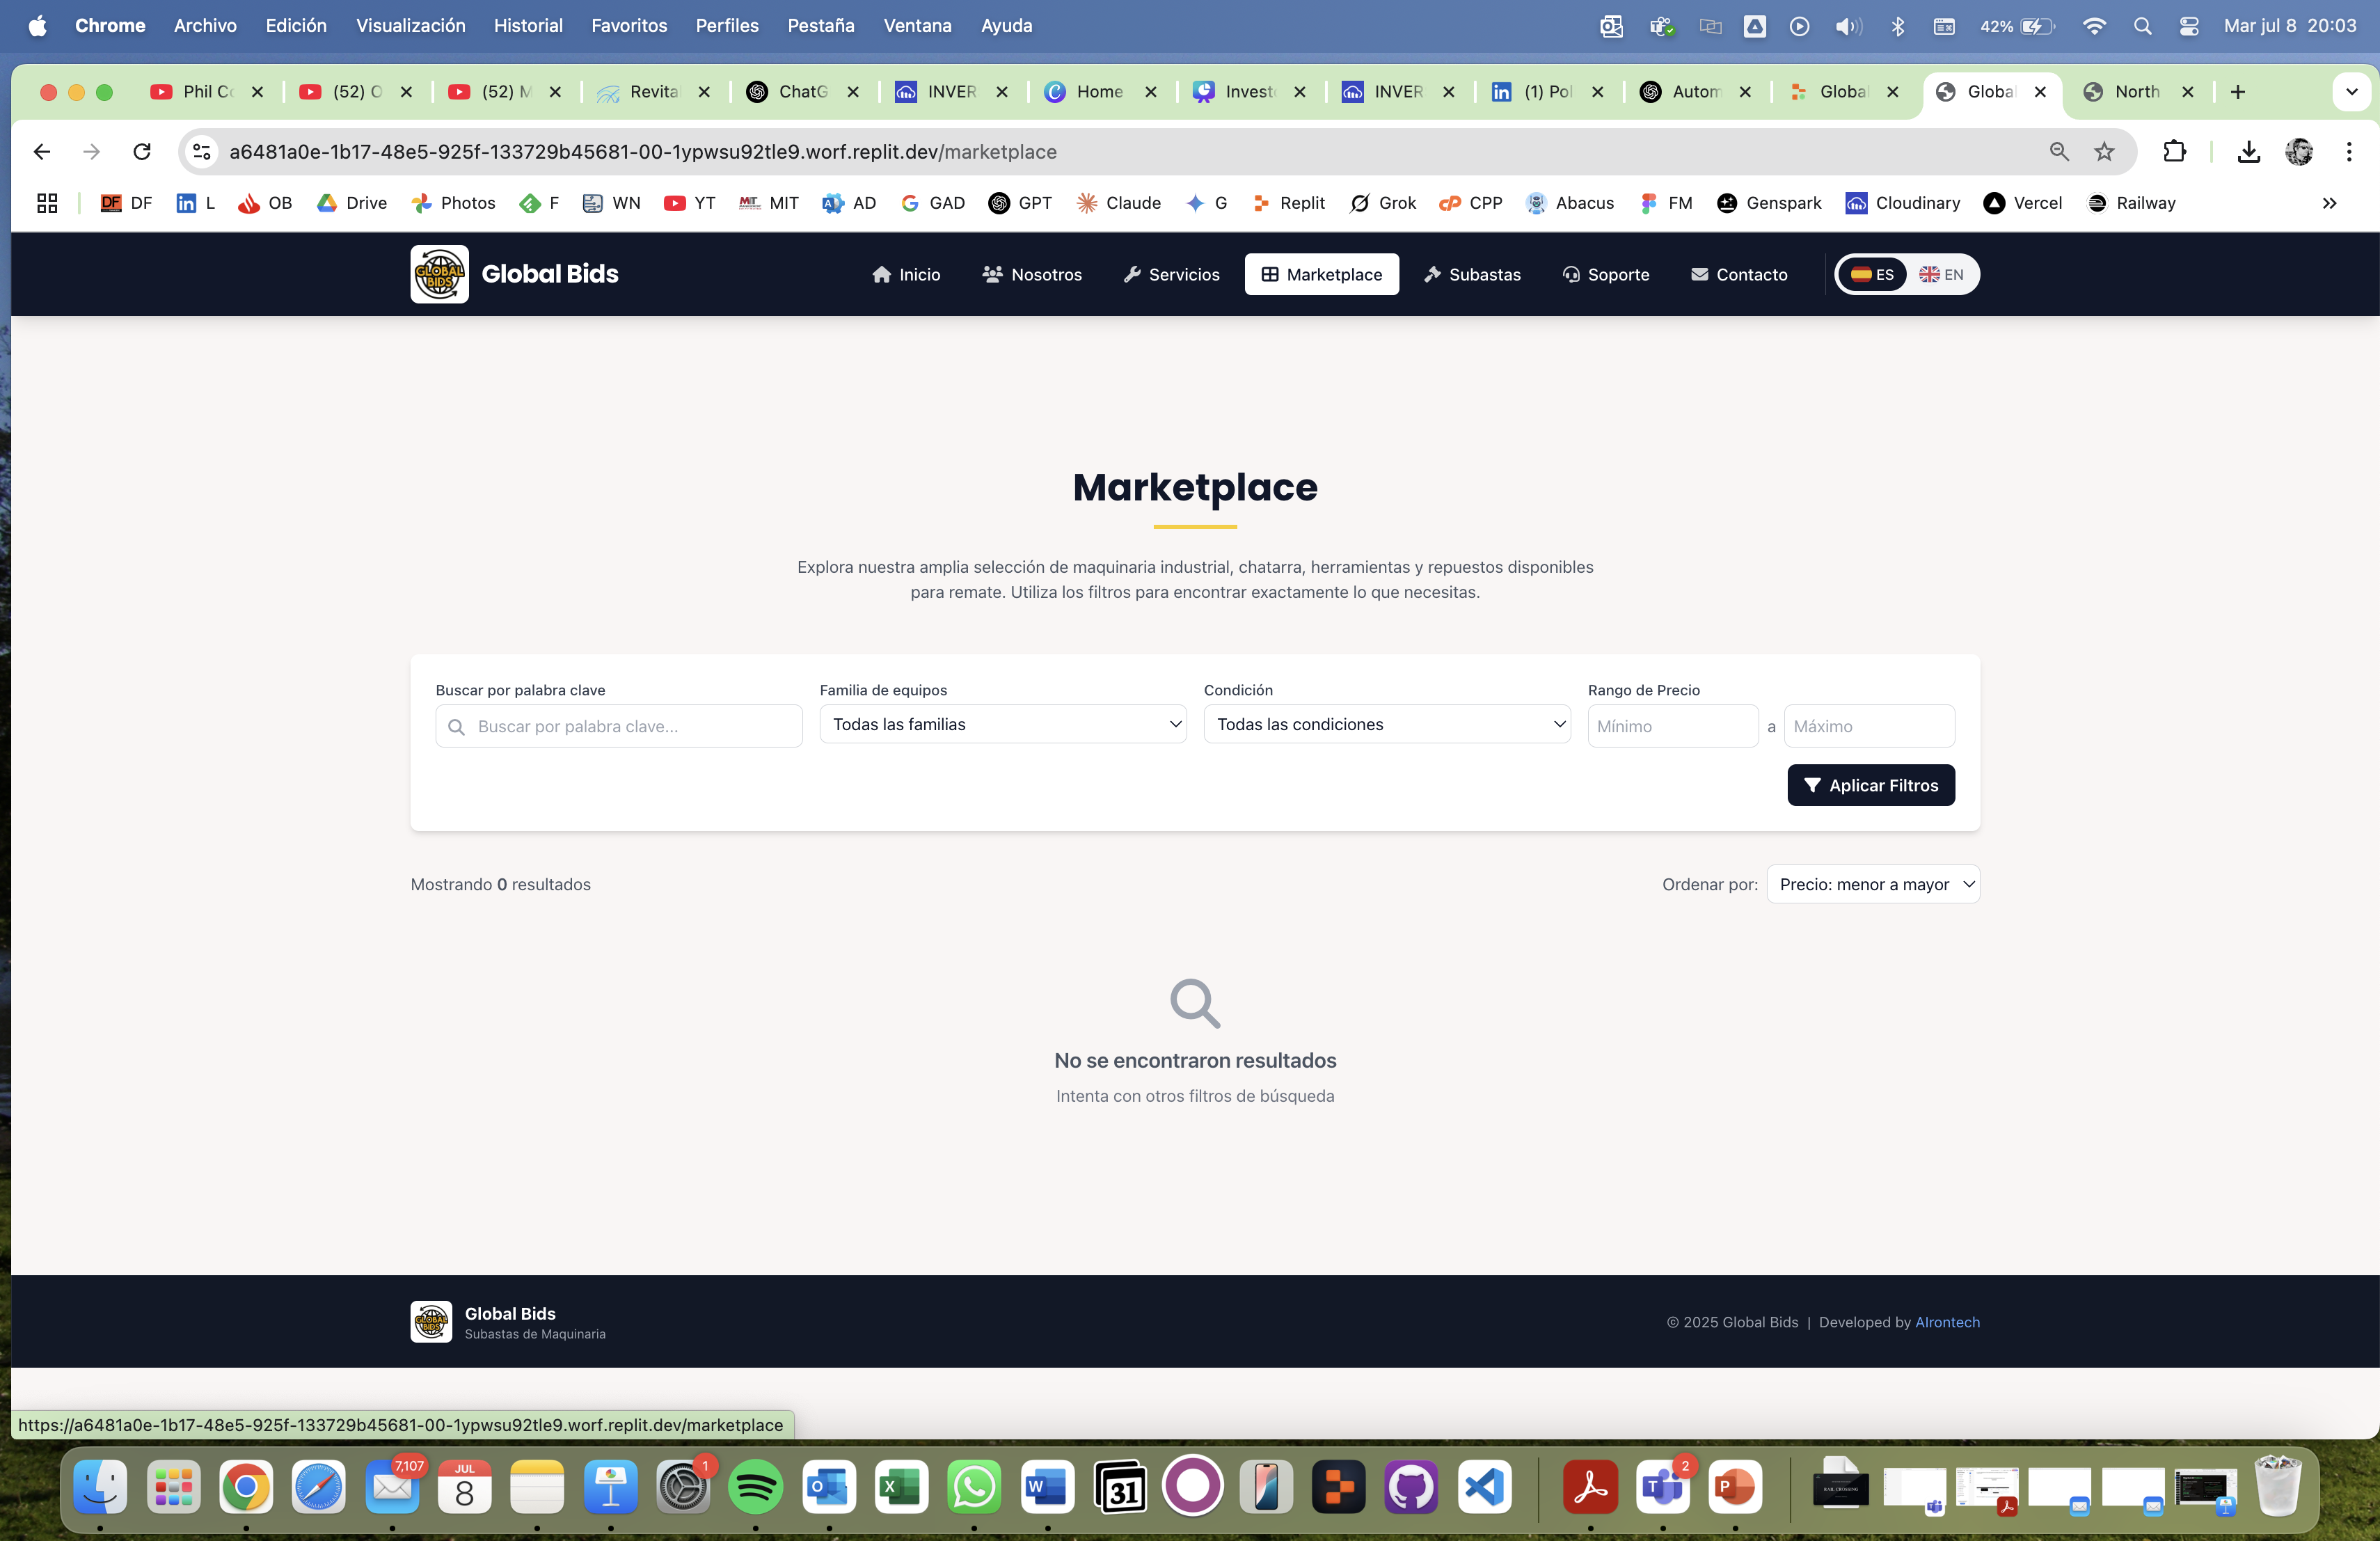 Chrome Archivo Edición Visualización Historial Favoritos Perfiles Pestaña Ventana Ayuda 42% Mar jul 8 20:03
Phil Co (52) O (52) M Revita ChatG INVER Home Invest INVER (1) Pol Autom Global Global North
a6481a0e-1b17-48e5-925f-133729b45681-00-1ypwsu92tle9.worf.replit.dev/marketplace
DF L OB Drive Photos F WN YT MIT AD GAD GPT Claude G Replit Grok CPP Abacus FM Genspark Cloudinary Vercel Railway
GLOBAL BIDS Global Bids Inicio Nosotros Servicios Marketplace Subastas Soporte Contacto ES EN
Marketplace
Explora nuestra amplia selección de maquinaria industrial, chatarra, herramientas y repuestos disponibles
para remate. Utiliza los filtros para encontrar exactamente lo que necesitas.
Buscar por palabra clave Familia de equipos Condición Rango de Precio
Buscar por palabra clave... Todas las familias Todas las condiciones Mínimo a Máximo
Aplicar Filtros
Mostrando 0 resultados Ordenar por: Precio: menor a mayor
No se encontraron resultados
Intenta con otros filtros de búsqueda
GLOBAL BIDS Global Bids
Subastas de Maquinaria
© 2025 Global Bids | Developed by AIrontech
https://a6481a0e-1b17-48e5-925f-133729b45681-00-1ypwsu92tle9.worf.replit.dev/marketplace
7,107 JUL 8 1 31 2